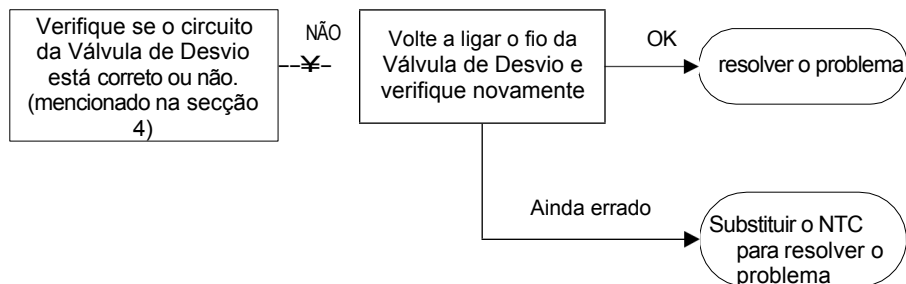 Verifique se o circuito
da Válvula de Desvio
está correto ou não.
(mencionado na secção
4)
NÃO
--¥-
Volte a ligar o fio da
Válvula de Desvio e
verifique novamente
OK
resolver o problema
Ainda errado
Substituir o NTC
para resolver o
problema